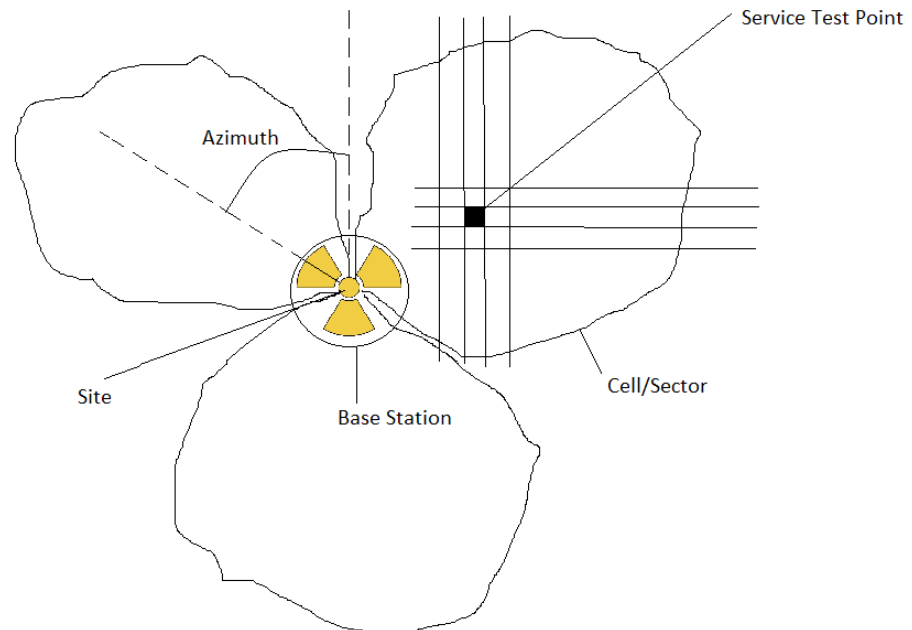 Service Test Point
Azimuth
Cell/Sector
Site
Base Station